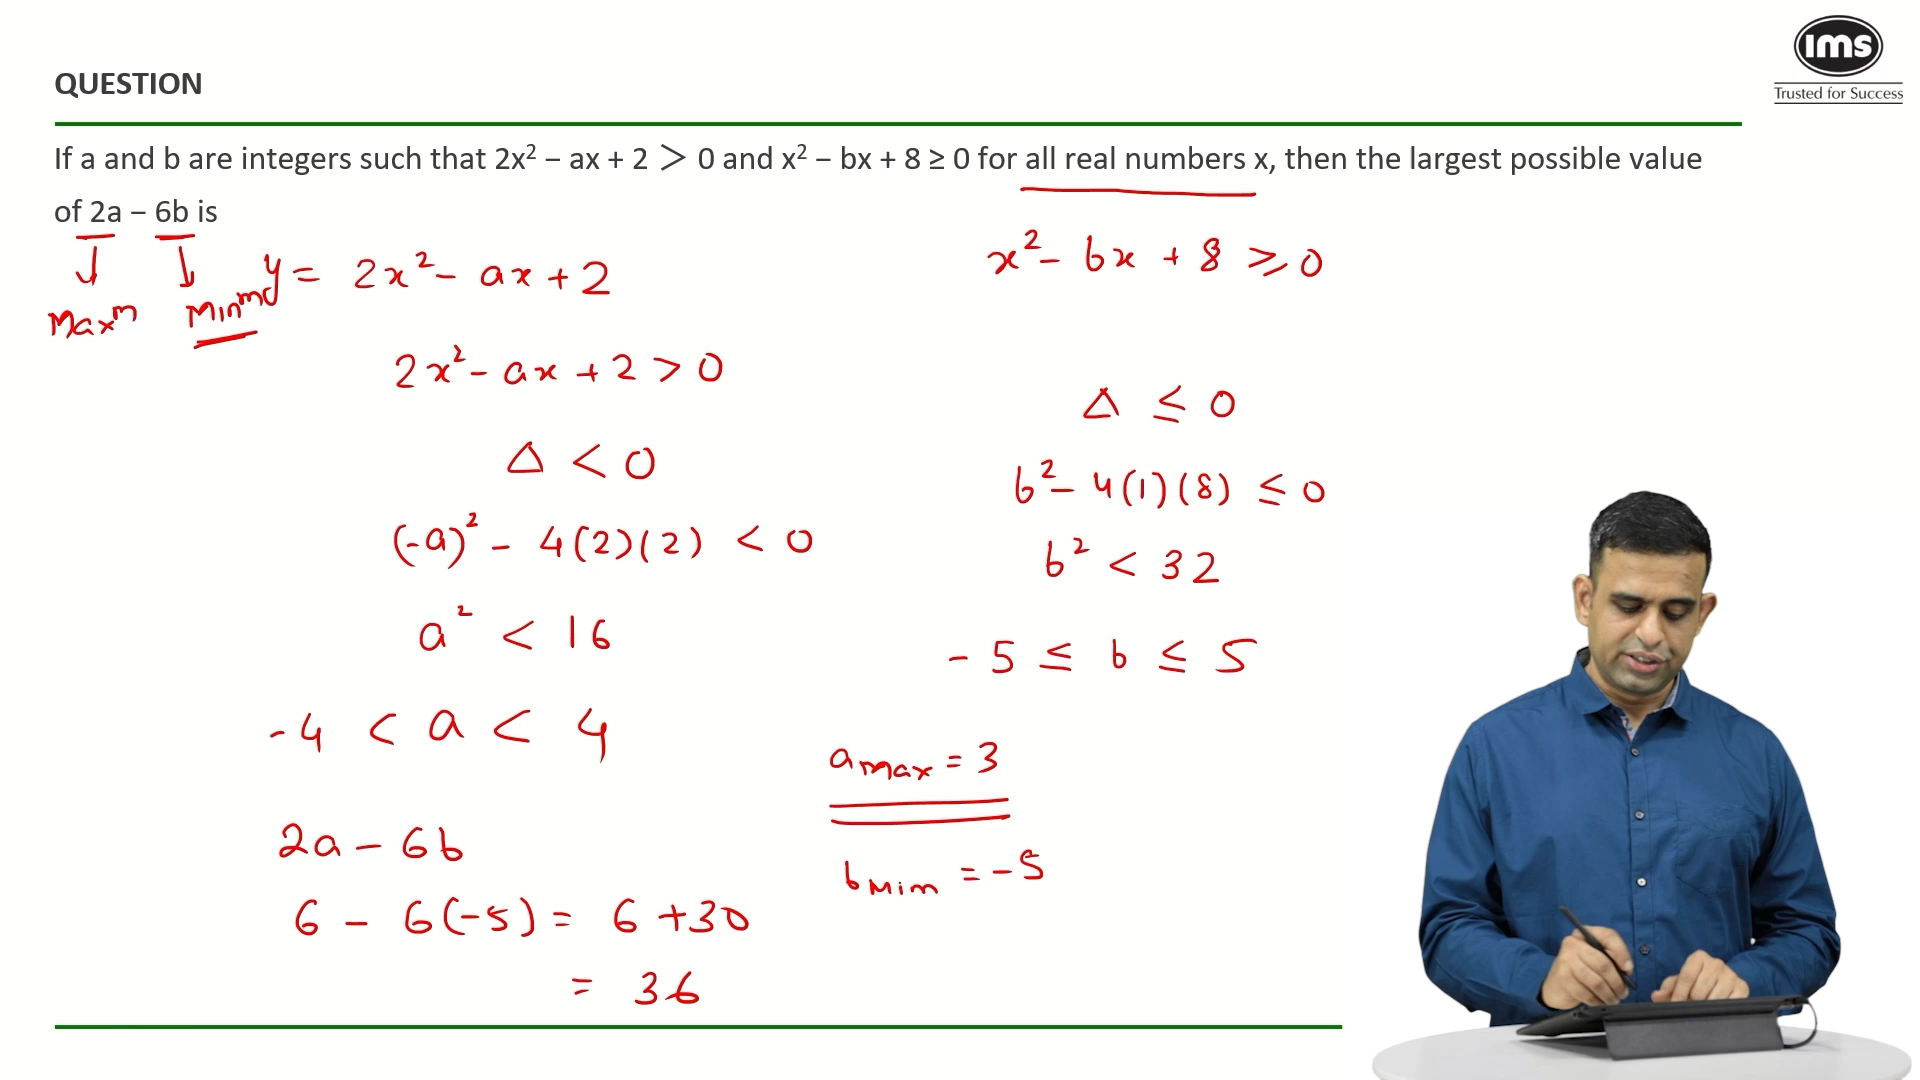 ims
Trusted for Success
QUESTION
If a and b are integers such that 2x² − ax + 2 > 0 and x² − bx + 8 ≥ 0 for all real numbers x, then the largest possible value
of 2a − 6b is
Maxᵐ
Minᵐ
y = 2x² - ax + 2
2x² - ax + 2 > 0
Δ < 0
(-a)² - 4(2)(2) < 0
a² < 16
-4 < a < 4
2a - 6b
6 - 6(-5) = 6 + 30
= 36
x² - bx + 8 ≥ 0
Δ ≤ 0
b² - 4(1)(8) ≤ 0
b² < 32
-5 ≤ b ≤ 5
a max = 3
b Min = -5